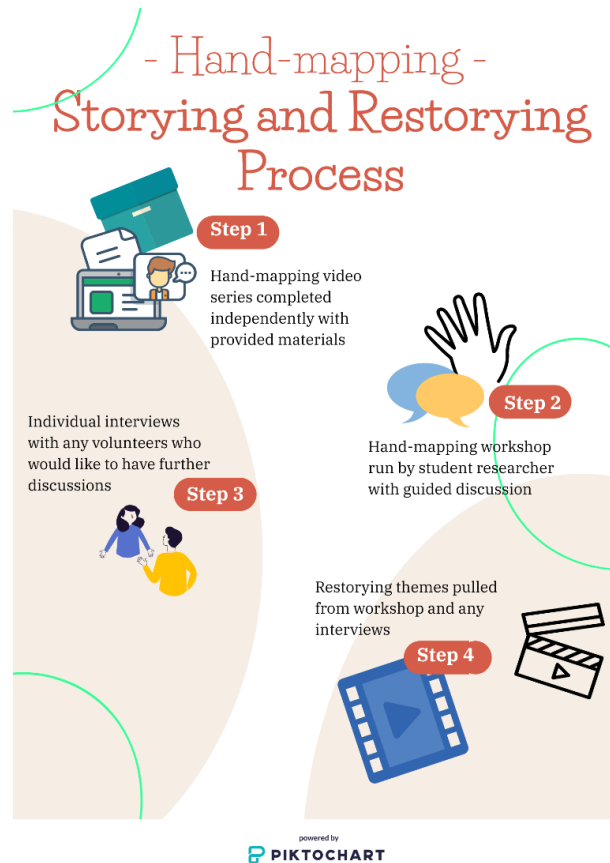 - Hand-mapping -
Storying and Restorying
Process
Step 1
Hand-mapping video
series completed
independently with
provided materials
Step 2
Hand-mapping workshop
run by student researcher
with guided discussion
Individual interviews
with any volunteers who
would like to have further
discussions
Step 3
Restorying themes pulled
from workshop and any
interviews
Step 4
powered by
PIKTOCHART